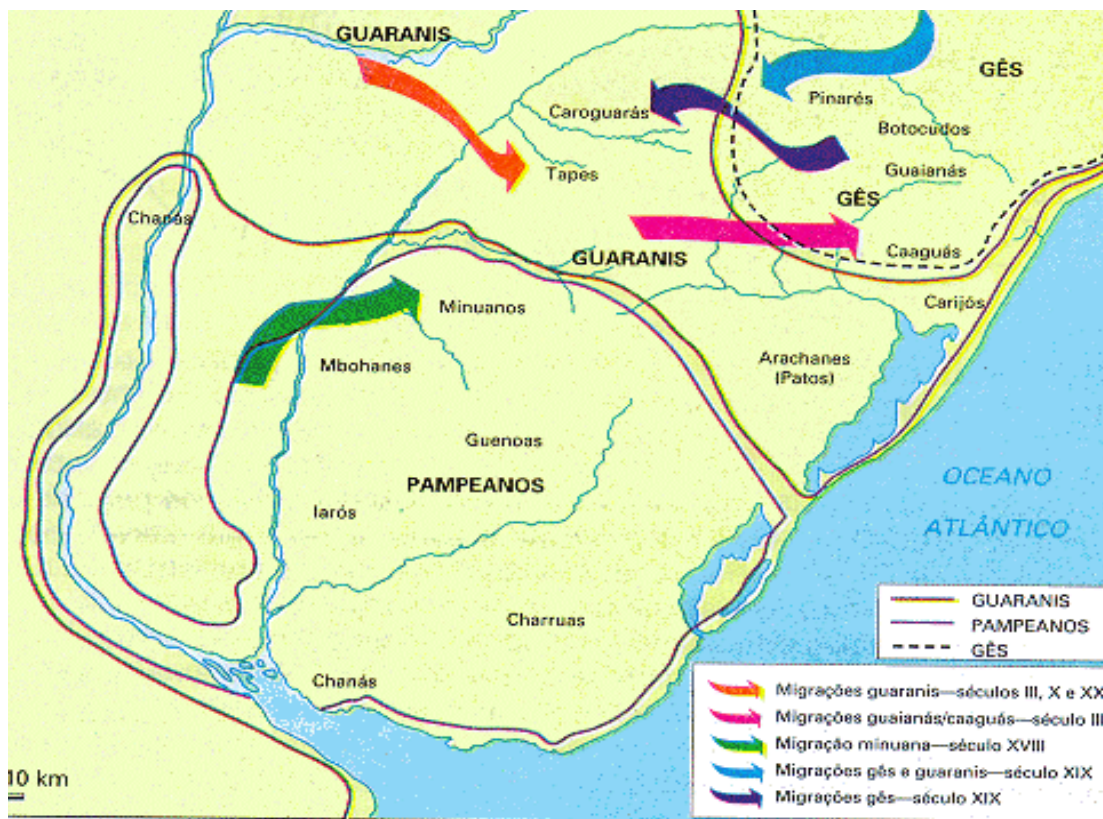 GUARANIS
GÊS
Pinarés
Caroguarás
Botocudos
Guaianás
Tapes
GÊS
Chanás
GUARANIS
Caaguás
Carijós
Minuanos
Arachanes
(Patos)
Mbohanes
Guenoas
PAMPEANOS
OCEANO
ATLÂNTICO
Iarós
Charruas
Chanás
GUARANIS
PAMPEANOS
GÊS
Migrações guaranis—séculos III, X e XX
Migrações guaianás/caaguás—século III
Migração minuana—século XVIII
Migrações gês e guaranis—século XIX
Migrações gês—século XIX
10 km